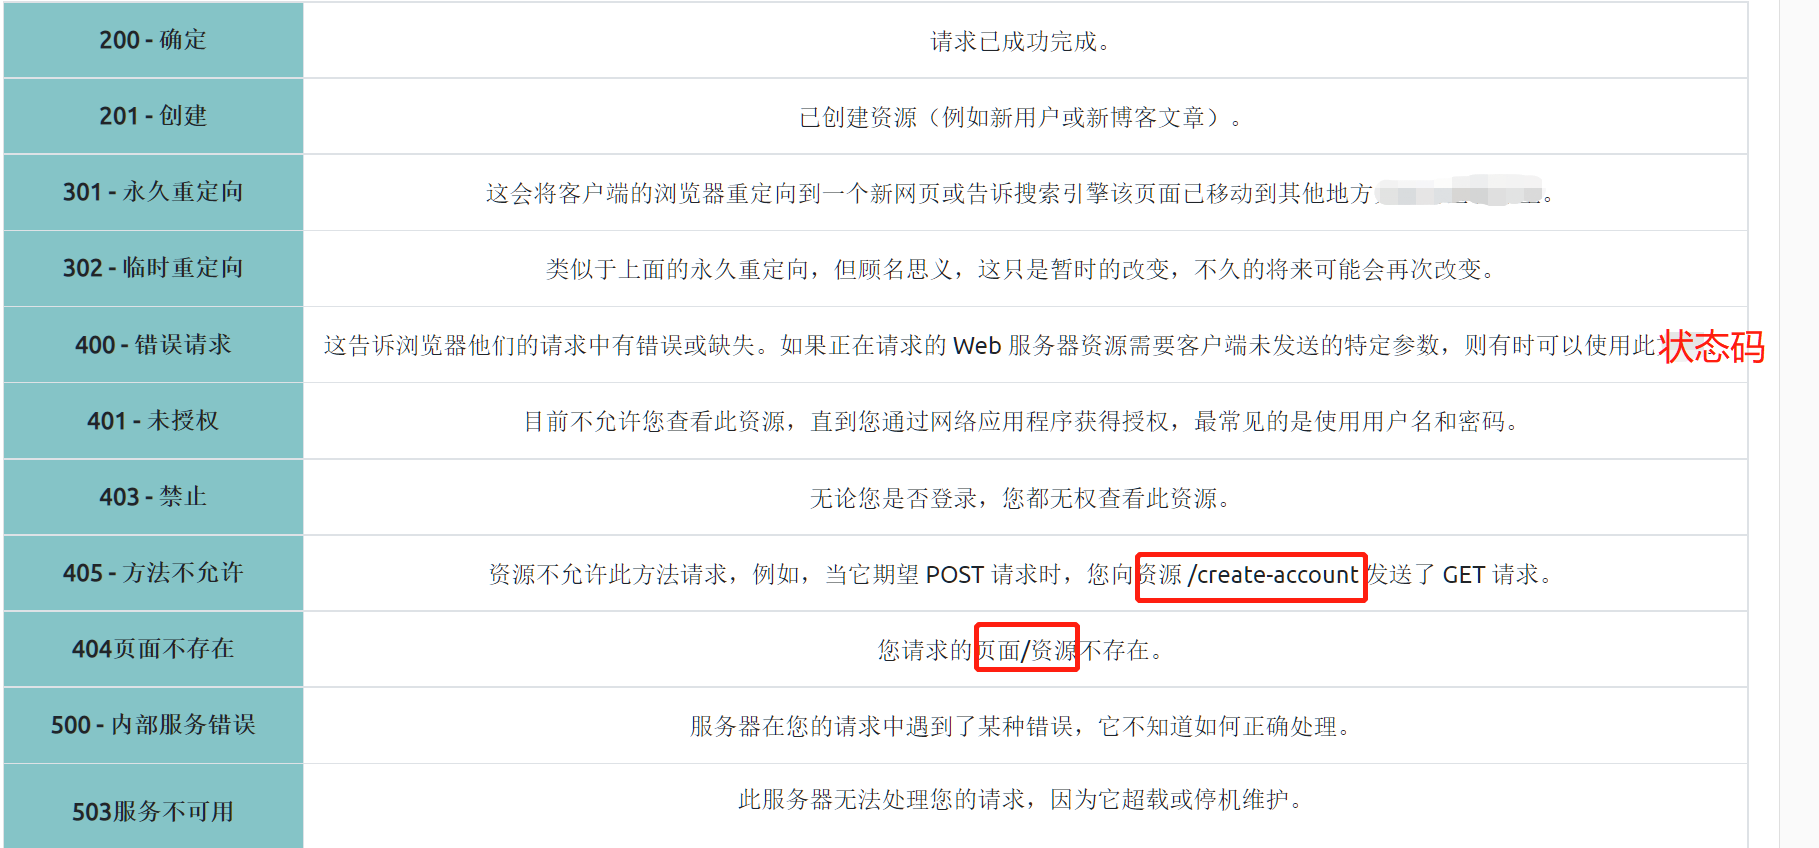 200 - 确定
请求已成功完成。
201 - 创建
已创建资源（例如新用户或新博客文章）。
301 - 永久重定向
这会将客户端的浏览器重定向到一个新网页或告诉搜索引擎该页面已移动到其他地方。
302 - 临时重定向
类似于上面的永久重定向，但顾名思义，这只是暂时的改变，不久的将来可能会再次改变。
400 - 错误请求
这告诉浏览器他们的请求中有错误或缺失。如果正在请求的 Web 服务器资源需要客户端未发送的特定参数，则有时可以使用此状态码
401 - 未授权
目前不允许您查看此资源，直到您通过网络应用程序获得授权，最常见的是使用用户名和密码。
403 - 禁止
无论您是否登录，您都无权查看此资源。
405 - 方法不允许
资源不允许此方法请求，例如，当它期望 POST 请求时，您向资源 /create-account 发送了 GET 请求。
404页面不存在
您请求的页面/资源不存在。
500 - 内部服务错误
服务器在您的请求中遇到了某种错误，它不知道如何正确处理。
503服务不可用
此服务器无法处理您的请求，因为它超载或停机维护。